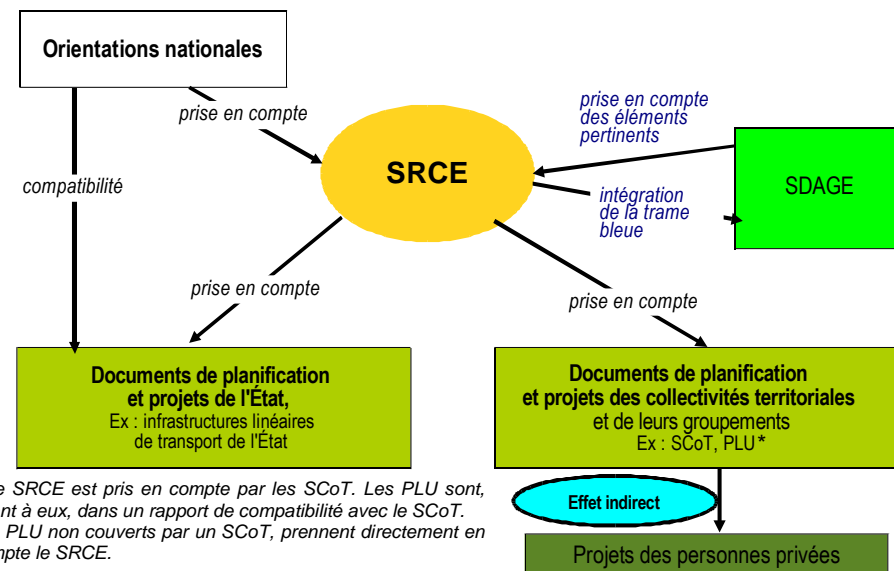 Orientations nationales
prise en compte
compatibilité
SRCE
prise en compte
des éléments
pertinents
SDAGE
intégration
de la trame
bleue
prise en compte
prise en compte
Documents de planification
et projets de l'État,
Ex : infrastructures linéaires
de transport de l'État
Documents de planification
et projets des collectivités territoriales
et de leurs groupements
Ex : SCoT, PLU *
e SRCE est pris en compte par les SCoT. Les PLU sont,
nt à eux, dans un rapport de compatibilité avec le SCoT.
PLU non couverts par un SCoT, prennent directement en
mpte le SRCE.
Effet indirect
Projets des personnes privées